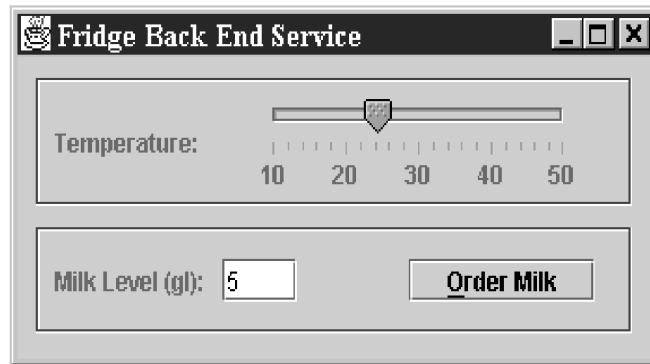 Fridge Back End Service
Temperature:
10 20 30 40 50
Milk Level (gl): 5 Order Milk